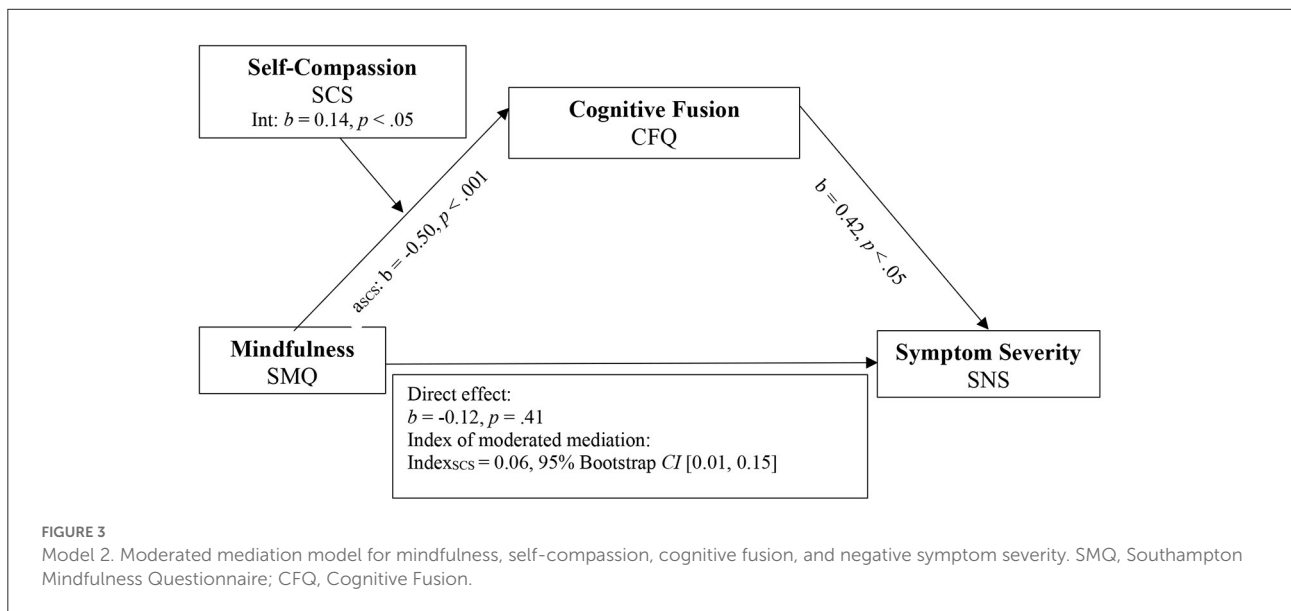 Self-Compassion
SCS
Int: b = 0.14, p < .05
Cognitive Fusion
CFQ
ascs: b = -0.50, p < .001
b = 0.42, p < .05
Mindfulness
SMQ
Symptom Severity
SNS
Direct effect:
b = -0.12, p = .41
Index of moderated mediation:
Indexscs = 0.06, 95% Bootstrap CI [0.01, 0.15]
FIGURE 3
Model 2. Moderated mediation model for mindfulness, self-compassion, cognitive fusion, and negative symptom severity. SMQ, Southampton
Mindfulness Questionnaire; CFQ, Cognitive Fusion.